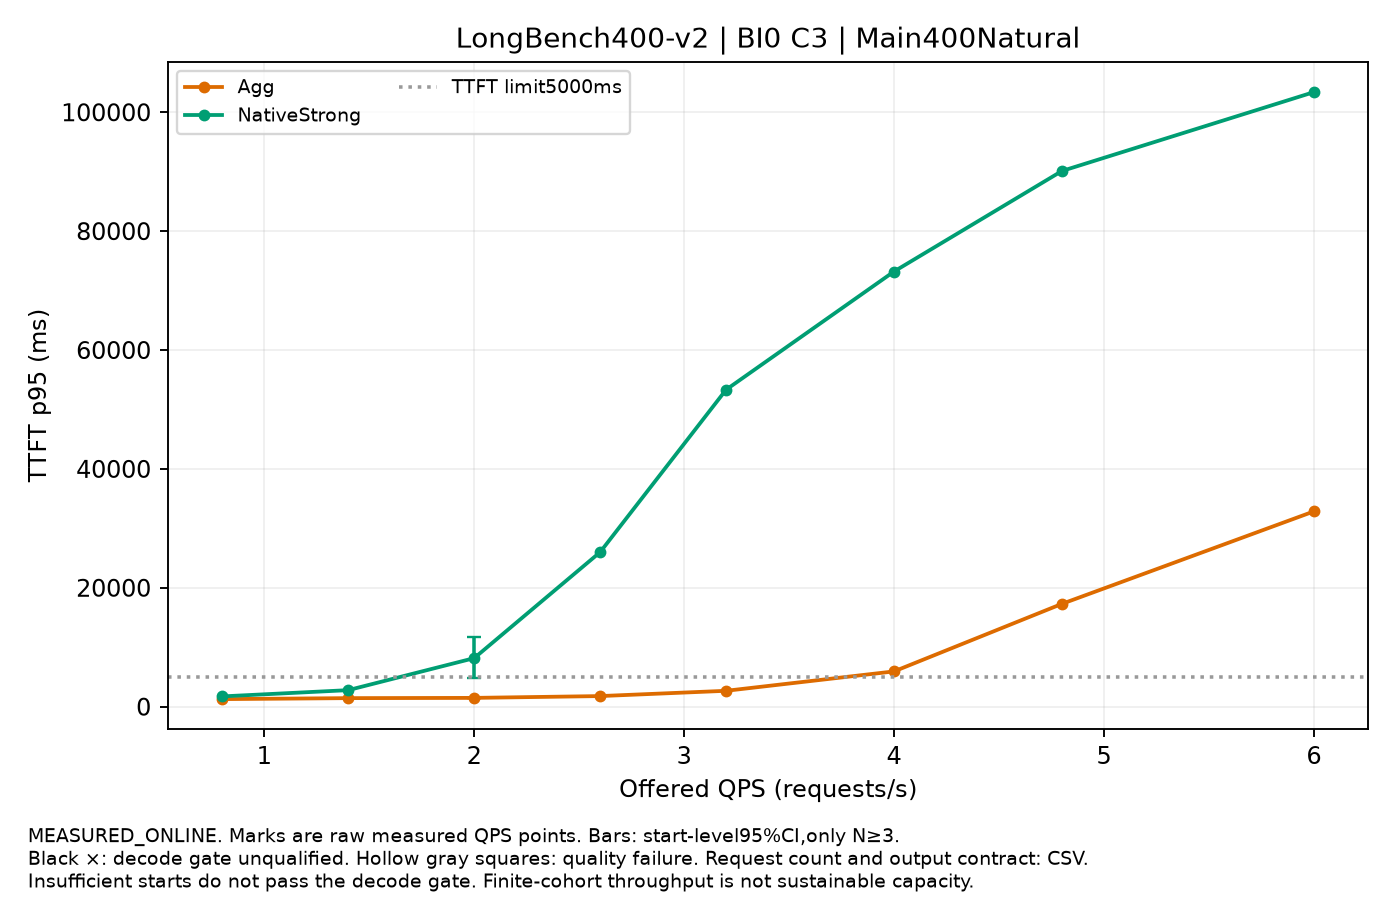 LongBench400-v2 | BI0 C3 | Main400Natural
Agg
NativeStrong
TTFT limit5000ms
TTFT p95 (ms)
100000
80000
60000
40000
20000
0
1
2
3
4
5
6
Offered QPS (requests/s)
MEASURED_ONLINE. Marks are raw measured QPS points. Bars: start-level95%CI,only N≥3.
Black ×: decode gate unqualified. Hollow gray squares: quality failure. Request count and output contract: CSV.
Insufficient starts do not pass the decode gate. Finite-cohort throughput is not sustainable capacity.